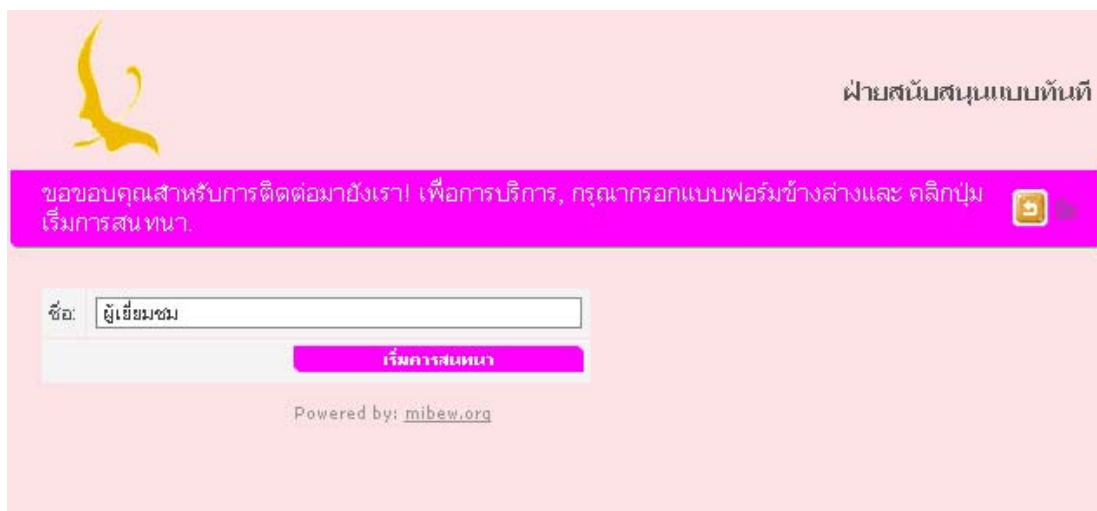 ฝ่ายสนับสนุนแบบทันที
ขอขอบคุณสำหรับการติดต่อมายังเรา! เพื่อการบริการ, กรุณากรอกแบบฟอร์มข้างล่างและ คลิกปุ่ม
เริ่มการสนทนา.
ชื่อ: ผู้เยี่ยมชม
เริ่มการสนทนา
Powered by: mibew.org